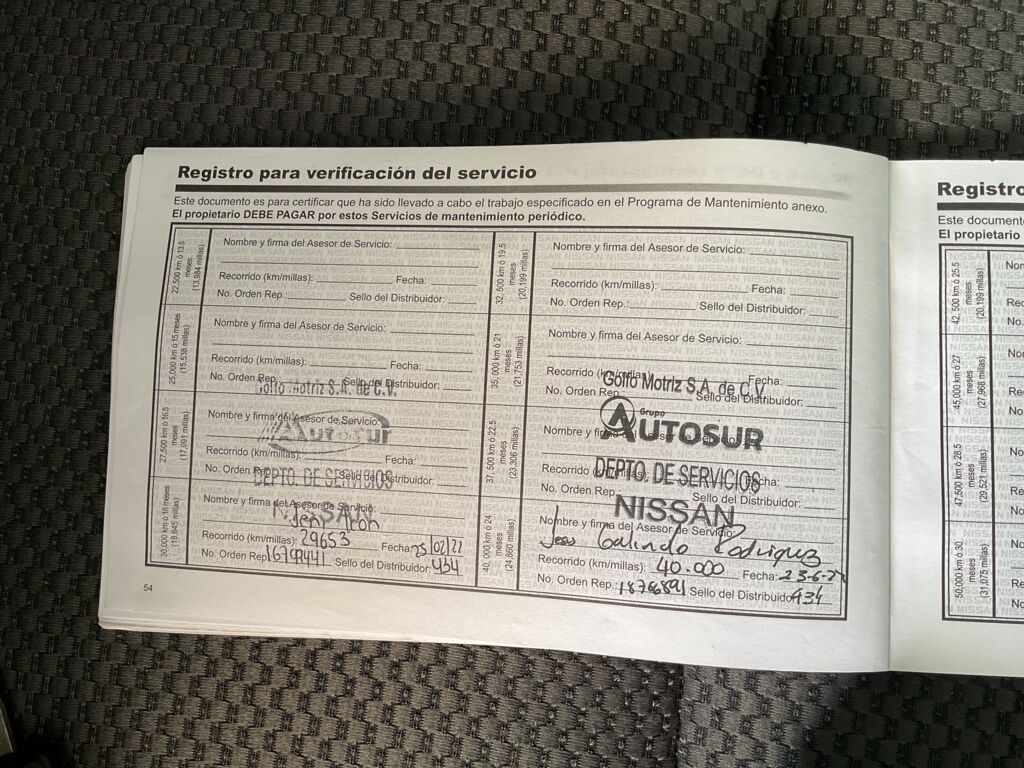 Registro para verificación del servicio
Este documento es para certificar que ha sido llevado a cabo el trabajo especificado en el Programa de Mantenimiento anexo.
El propietario DEBE PAGAR por estos Servicios de mantenimiento periódico.
22,500 km ó 13.5
meses
(13,984 millas)
Nombre y firma del Asesor de Servicio:
Recorrido (km/millas): Fecha:
No. Orden Rep.: Sello del Distribuidor:
25,000 km ó 15 meses
(15,538 millas)
Nombre y firma del Asesor de Servicio:
Recorrido (km/millas): Fecha:
No. Orden Rep. Sello del Distribuidor:
Golfo Motriz S.A. de C.V.
27,500 km ó 16.5
meses
(17,091 millas)
Nombre y firma del Asesor de Servicio:
Autosur
Recorrido (km/millas): Fecha:
No. Orden Rep. Sello del Distribuidor:
DEPTO. DE SERVICIOS
30,000 km ó 18 meses
(18,645 millas)
Nombre y firma del Asesor de Servicio:
NISSAN
Recorrido (km/millas): 29653 Fecha: 25/02/22
No. Orden Rep. 16799441 Sello del Distribuidor: 434
54
32,500 km ó 19.5
meses
(20,199 millas)
Nombre y firma del Asesor de Servicio:
Recorrido (km/millas): Fecha:
No. Orden Rep.: Sello del Distribuidor:
35,000 km ó 21
meses
(21,753 millas)
Nombre y firma del Asesor de Servicio:
Recorrido (km/millas): Fecha:
No. Orden Rep. Sello del Distribuidor:
Golfo Motriz S.A. de C.V.
37,500 km ó 22.5
meses
(23,306 millas)
Grupo
AUTOSUR
Nombre y firma
Recorrido Fecha:
DEPTO. DE SERVICIOS
No. Orden Rep. Sello del Distribuidor:
NISSAN
40,000 km ó 24
meses
(24,860 millas)
Nombre y firma del Asesor de Servicio:
Galindo Rodriguez
Recorrido (km/millas): 40.000 Fecha: 23-6-2
No. Orden Rep.: 18766891 Sello del Distribuidor: 434
Registro
Este documento
El propietario
42,500 km ó 25.5
meses
(20,199 millas)
45,000 km ó 27
meses
(27,968 millas)
47,500 km ó 28.5
meses
(29,521 millas)
50,000 km ó 30
meses
(31,075 millas)